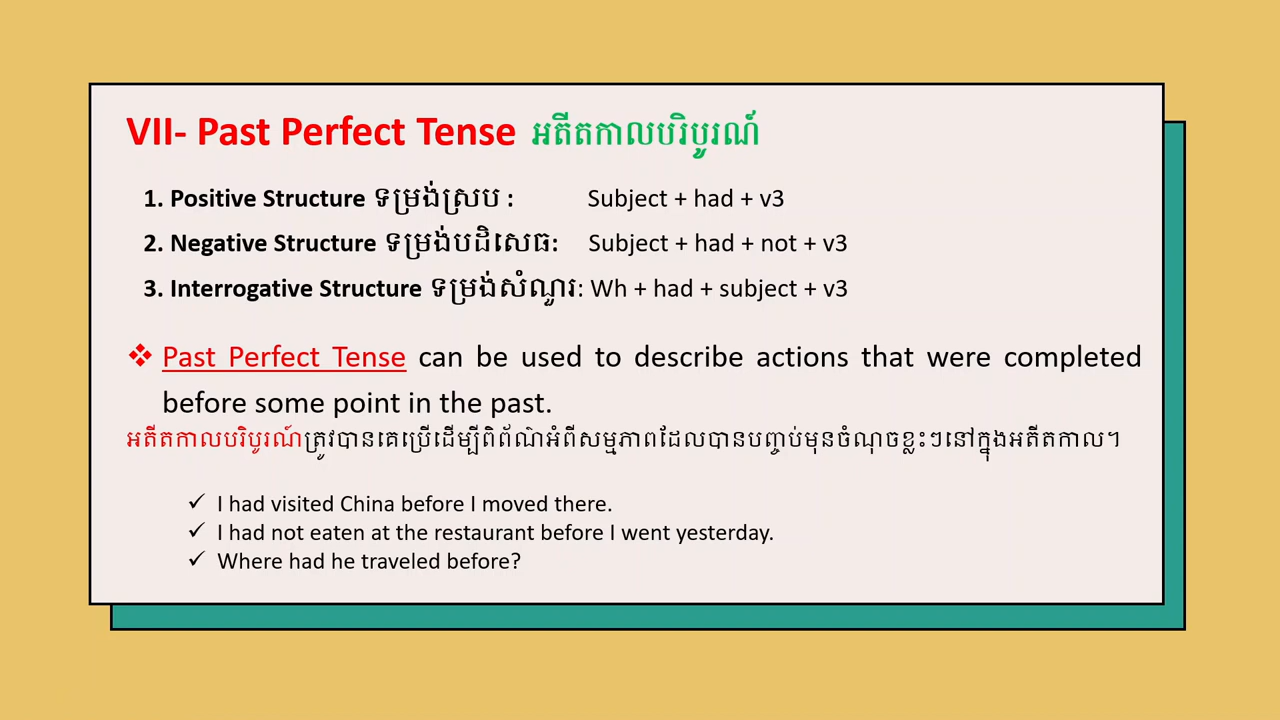 VII- Past Perfect Tense អតីតកាលបរិបូរណ៍
1. Positive Structure ទម្រង់ស្រប : Subject + had + v3
2. Negative Structure ទម្រង់បដិសេធ: Subject + had + not + v3
3. Interrogative Structure ទម្រង់សំណួរ: Wh + had + subject + v3
❖ Past Perfect Tense can be used to describe actions that were completed
before some point in the past.
អតីតកាលបរិបូរណ៍ត្រូវបានគេប្រើដើម្បីពិព័ណ៌អំពីសម្មភាពដែលបានបញ្ចប់មុនចំណុចខ្លះៗនៅក្នុងអតីតកាល។
✓ I had visited China before I moved there.
✓ I had not eaten at the restaurant before I went yesterday.
✓ Where had he traveled before?